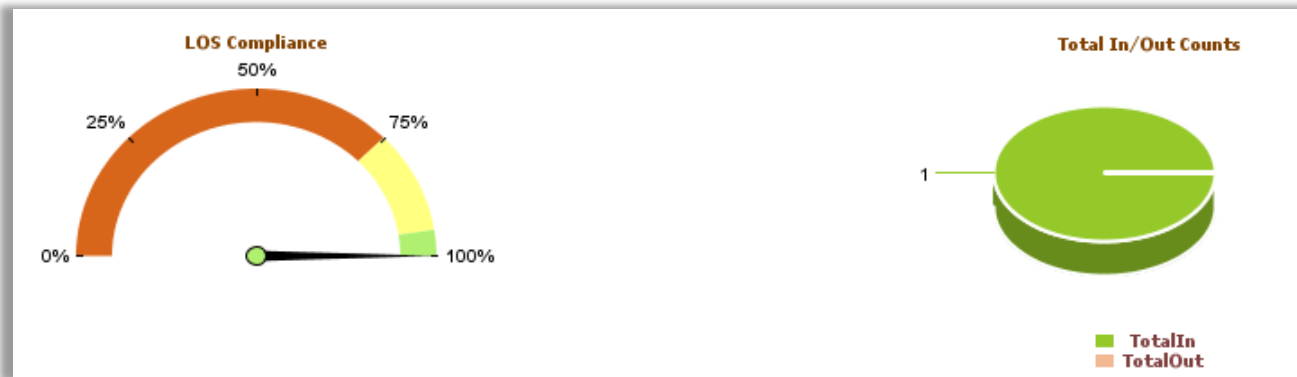 LOS Compliance
50%
25%
75%
0%
100%
Total In/Out Counts
1
TotalIn
TotalOut